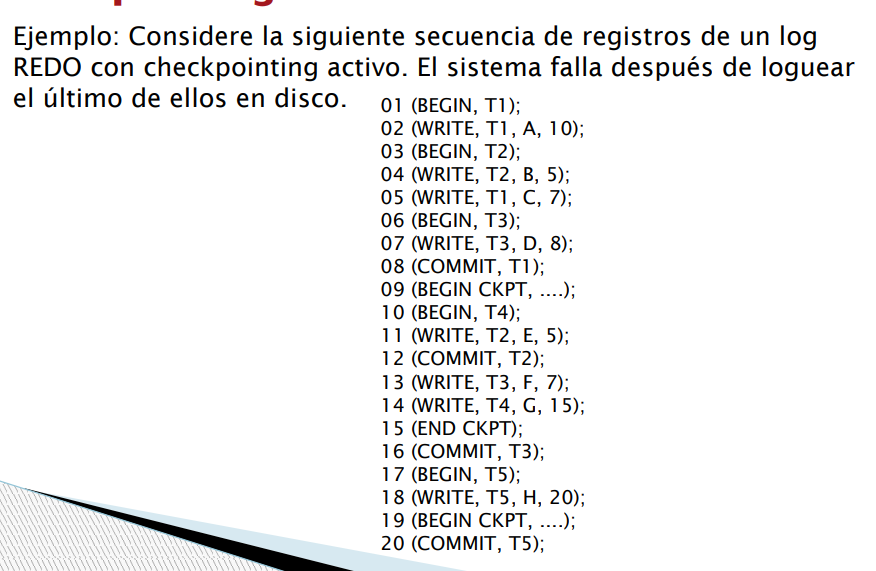 Ejemplo: Considere la siguiente secuencia de registros de un log
REDO con checkpointing activo. El sistema falla después de loguear
el último de ellos en disco.
01 (BEGIN, T1);
02 (WRITE, T1, A, 10);
03 (BEGIN, T2);
04 (WRITE, T2, B, 5);
05 (WRITE, T1, C, 7);
06 (BEGIN, T3);
07 (WRITE, T3, D, 8);
08 (COMMIT, T1);
09 (BEGIN CKPT, ....);
10 (BEGIN, T4);
11 (WRITE, T2, E, 5);
12 (COMMIT, T2);
13 (WRITE, T3, F, 7);
14 (WRITE, T4, G, 15);
15 (END CKPT);
16 (COMMIT, T3);
17 (BEGIN, T5);
18 (WRITE, T5, H, 20);
19 (BEGIN CKPT, ....);
20 (COMMIT, T5);